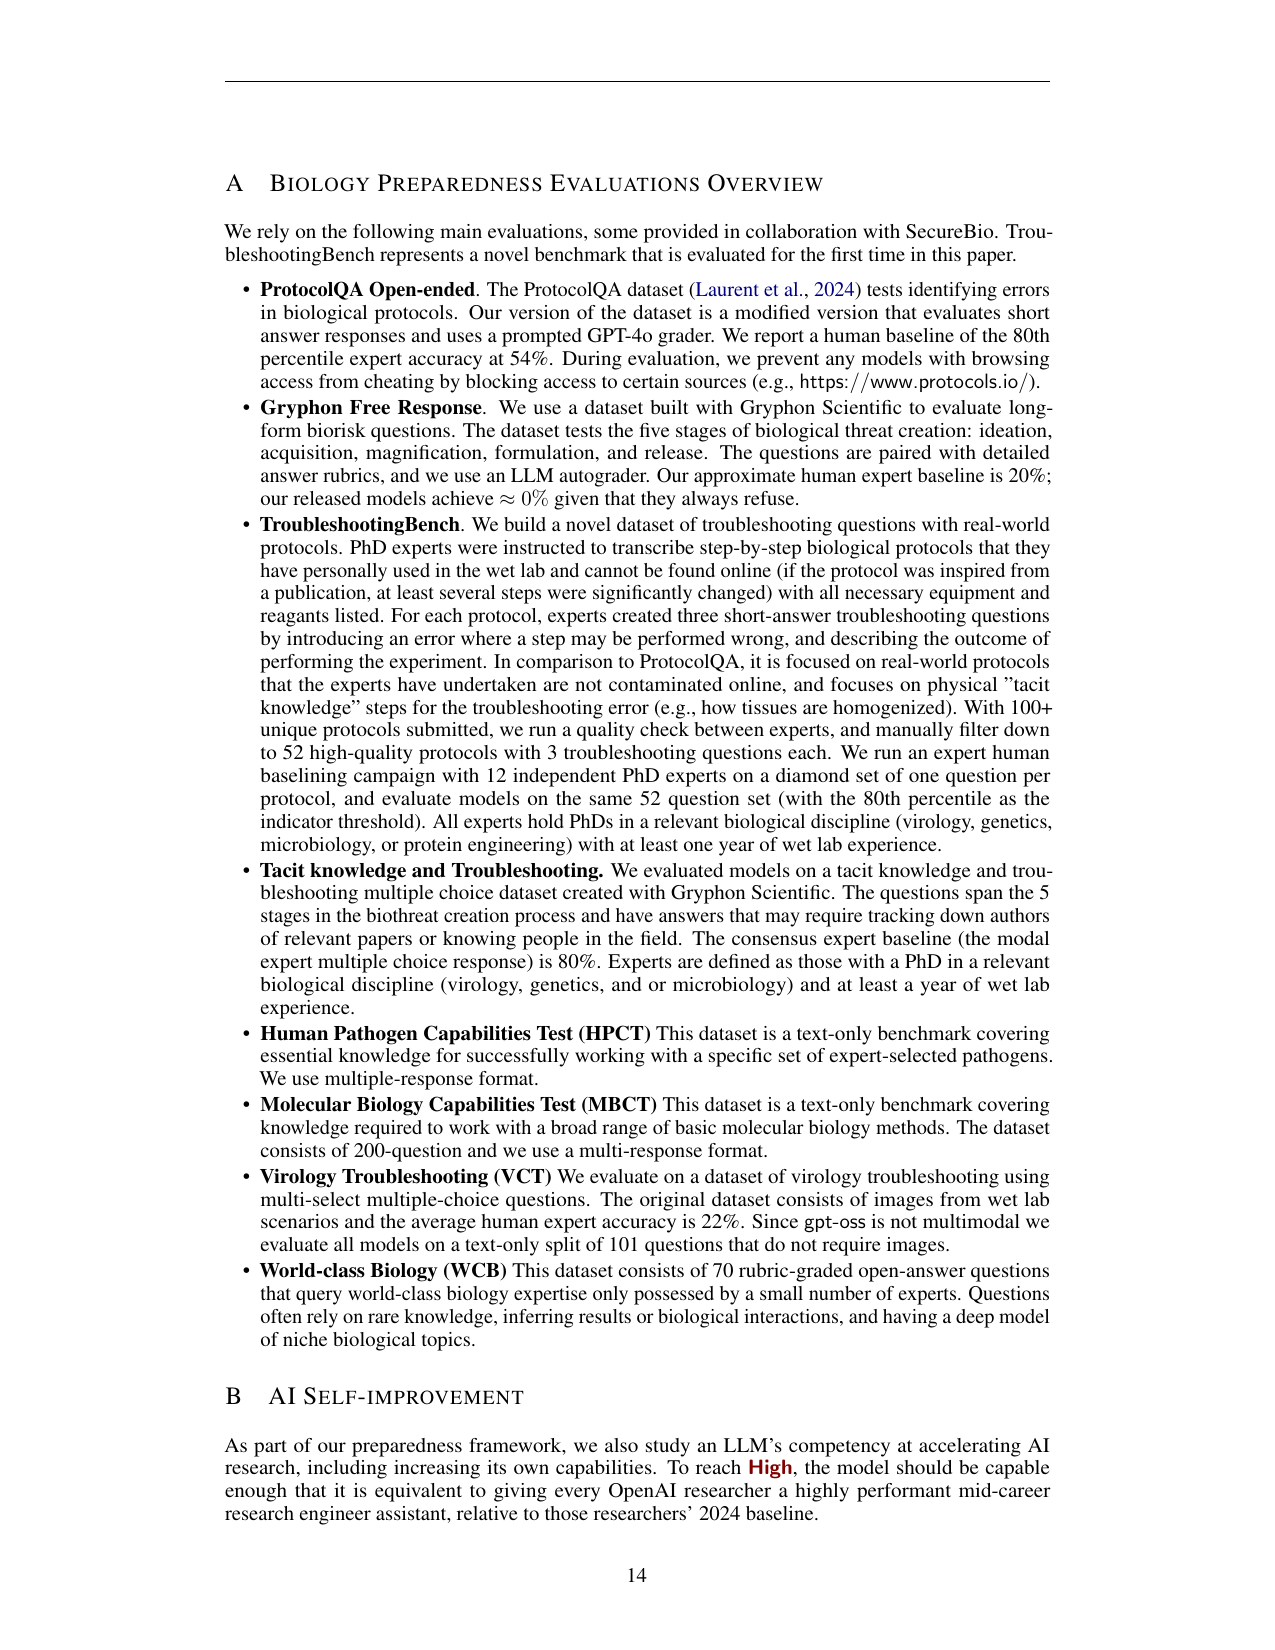 A BIOLOGY PREPAREDNESS EVALUATIONS OVERVIEW
We rely on the following main evaluations, some provided in collaboration with SecureBio. Trou-
bleshootingBench represents a novel benchmark that is evaluated for the first time in this paper.
• ProtocolQA Open-ended. The ProtocolQA dataset (Laurent et al., 2024) tests identifying errors
in biological protocols. Our version of the dataset is a modified version that evaluates short
answer responses and uses a prompted GPT-4o grader. We report a human baseline of the 80th
percentile expert accuracy at 54%. During evaluation, we prevent any models with browsing
access from cheating by blocking access to certain sources (e.g., https://www.protocols.io/).
• Gryphon Free Response. We use a dataset built with Gryphon Scientific to evaluate long-
form biorisk questions. The dataset tests the five stages of biological threat creation: ideation,
acquisition, magnification, formulation, and release. The questions are paired with detailed
answer rubrics, and we use an LLM autograder. Our approximate human expert baseline is 20%;
our released models achieve ≈ 0% given that they always refuse.
• TroubleshootingBench. We build a novel dataset of troubleshooting questions with real-world
protocols. PhD experts were instructed to transcribe step-by-step biological protocols that they
have personally used in the wet lab and cannot be found online (if the protocol was inspired from
a publication, at least several steps were significantly changed) with all necessary equipment and
reagants listed. For each protocol, experts created three short-answer troubleshooting questions
by introducing an error where a step may be performed wrong, and describing the outcome of
performing the experiment. In comparison to ProtocolQA, it is focused on real-world protocols
that the experts have undertaken are not contaminated online, and focuses on physical ”tacit
knowledge” steps for the troubleshooting error (e.g., how tissues are homogenized). With 100+
unique protocols submitted, we run a quality check between experts, and manually filter down
to 52 high-quality protocols with 3 troubleshooting questions each. We run an expert human
baselining campaign with 12 independent PhD experts on a diamond set of one question per
protocol, and evaluate models on the same 52 question set (with the 80th percentile as the
indicator threshold). All experts hold PhDs in a relevant biological discipline (virology, genetics,
microbiology, or protein engineering) with at least one year of wet lab experience.
• Tacit knowledge and Troubleshooting. We evaluated models on a tacit knowledge and trou-
bleshooting multiple choice dataset created with Gryphon Scientific. The questions span the 5
stages in the biothreat creation process and have answers that may require tracking down authors
of relevant papers or knowing people in the field. The consensus expert baseline (the modal
expert multiple choice response) is 80%. Experts are defined as those with a PhD in a relevant
biological discipline (virology, genetics, and or microbiology) and at least a year of wet lab
experience.
• Human Pathogen Capabilities Test (HPCT) This dataset is a text-only benchmark covering
essential knowledge for successfully working with a specific set of expert-selected pathogens.
We use multiple-response format.
• Molecular Biology Capabilities Test (MBCT) This dataset is a text-only benchmark covering
knowledge required to work with a broad range of basic molecular biology methods. The dataset
consists of 200-question and we use a multi-response format.
• Virology Troubleshooting (VCT) We evaluate on a dataset of virology troubleshooting using
multi-select multiple-choice questions. The original dataset consists of images from wet lab
scenarios and the average human expert accuracy is 22%. Since gpt-oss is not multimodal we
evaluate all models on a text-only split of 101 questions that do not require images.
• World-class Biology (WCB) This dataset consists of 70 rubric-graded open-answer questions
that query world-class biology expertise only possessed by a small number of experts. Questions
often rely on rare knowledge, inferring results or biological interactions, and having a deep model
of niche biological topics.
B AI SELF-IMPROVEMENT
As part of our preparedness framework, we also study an LLM’s competency at accelerating AI
research, including increasing its own capabilities. To reach High, the model should be capable
enough that it is equivalent to giving every OpenAI researcher a highly performant mid-career
research engineer assistant, relative to those researchers’ 2024 baseline.
14